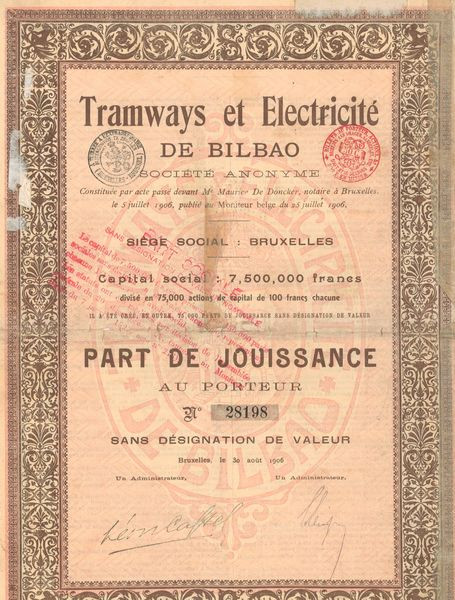 Tramways et Electricité
DE BILBAO
SOCIÉTÉ ANONYME
Constituée par acte passé devant Me Maurice De Doncker, notaire à Bruxelles,
le 5 juillet 1906, publié au Moniteur belge du 25 juillet 1906.
SIÈGE SOCIAL : BRUXELLES
Capital social : 7,500,000 francs
divisé en 75,000 actions de capital de 100 francs chacune
IL A ÉTÉ CRÉÉ, EN OUTRE, 75,000 PARTS DE JOUISSANCE SANS DÉSIGNATION DE VALEUR
PART DE JOUISSANCE
AU PORTEUR
No 28198
SANS DÉSIGNATION DE VALEUR
Bruxelles, le 30 août 1906
Un Administrateur, Un Administrateur,